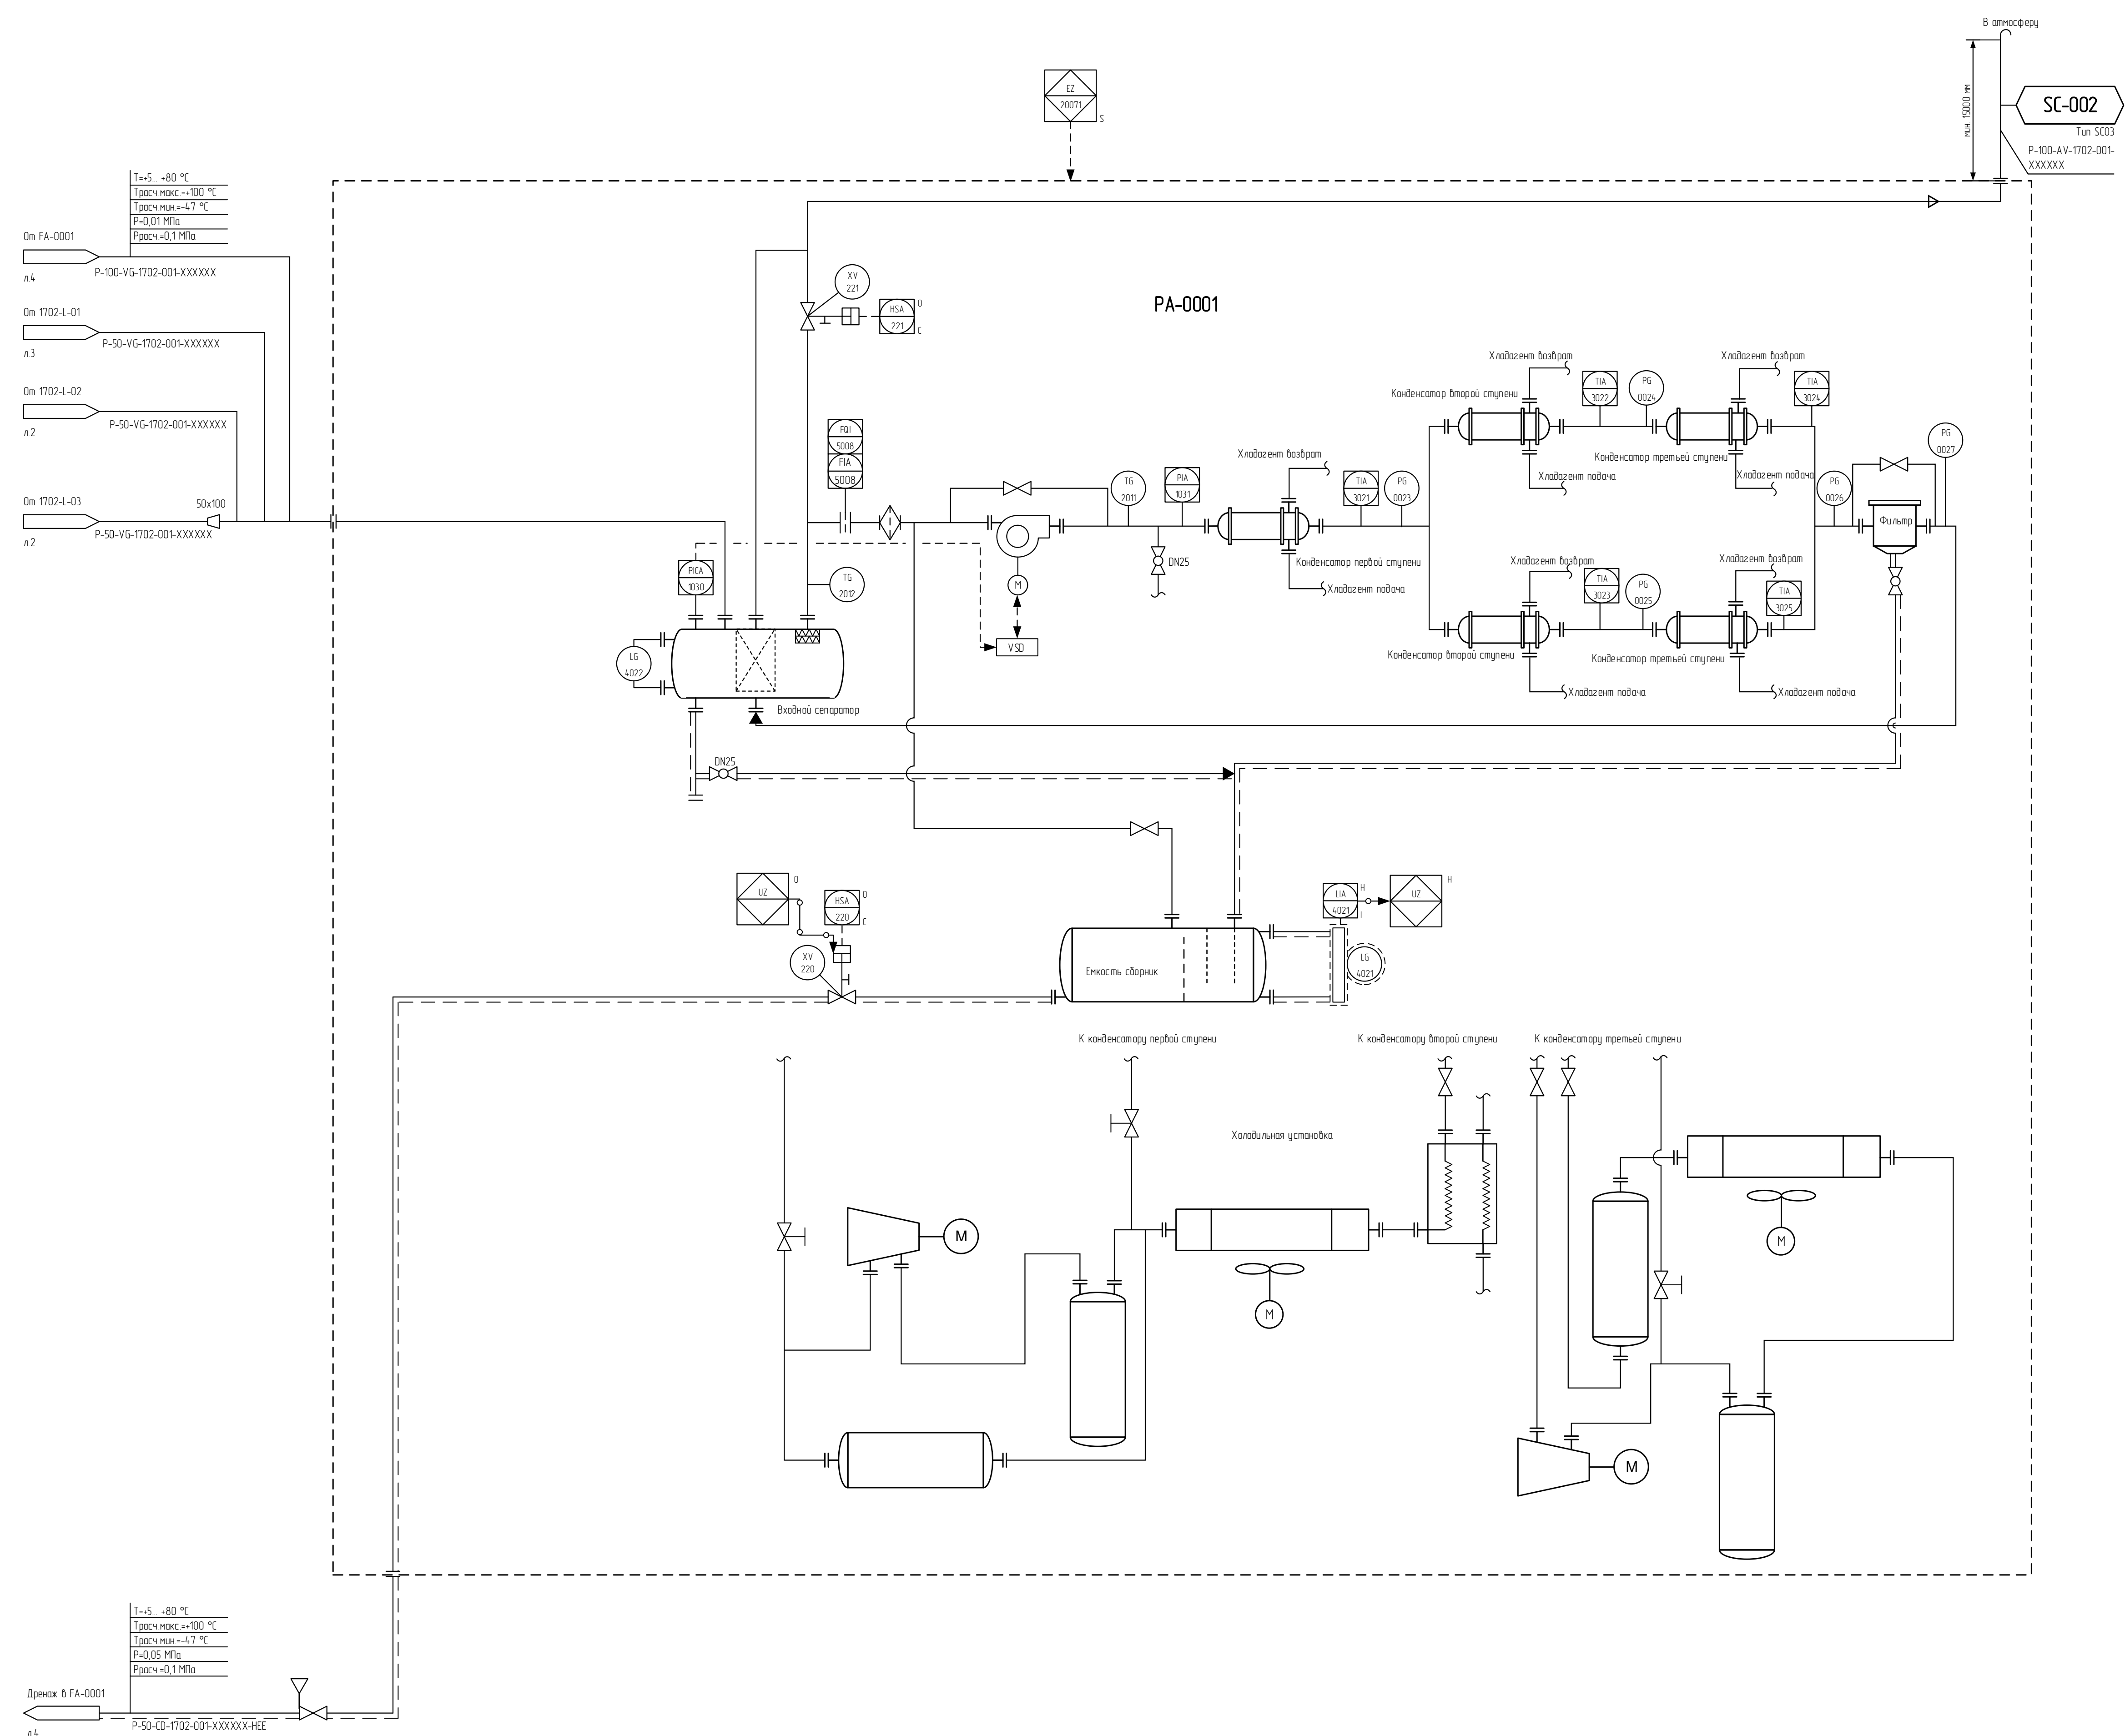 В атмосферу
мин. 15000 мм
SC-002
Тип SC03
P-100-AV-1702-001-
XXXXXX
EZ
20071
S
T=+5... +80 °C
Tрасч.макс.=+100 °C
Tрасч.мин.=-47 °C
P=0,01 МПа
Pрасч.=0,1 МПа
От FA-0001
л.4
P-100-VG-1702-001-XXXXXX
От 1702-L-01
л.3
P-50-VG-1702-001-XXXXXX
От 1702-L-02
л.2
P-50-VG-1702-001-XXXXXX
От 1702-L-03
л.2
P-50-VG-1702-001-XXXXXX
50x100
PA-0001
XV
221
HSA
221
O
C
FQI
5008
FIA
5008
PICA
1030
TG
2012
LG
4022
Входной сепаратор
M
VSD
TG
2011
PIA
1031
DN25
Хладагент возврат
Конденсатор первой ступени
Хладагент подача
TIA
3021
PG
0023
Хладагент возврат
Конденсатор второй ступени
Хладагент подача
TIA
3022
PG
0024
Хладагент возврат
Конденсатор третьей ступени
Хладагент подача
TIA
3024
Хладагент возврат
Конденсатор второй ступени
Хладагент подача
TIA
3023
PG
0025
Хладагент возврат
Конденсатор третьей ступени
Хладагент подача
TIA
3025
PG
0026
Фильтр
PG
0027
DN25
UZ
O
HSA
220
O
C
XV
220
Емкость сборник
LIA
4021
H
L
UZ
H
LG
4021
К конденсатору первой ступени
К конденсатору второй ступени
К конденсатору третьей ступени
Холодильная установка
M
M
M
M
T=+5... +80 °C
Tрасч.макс.=+100 °C
Tрасч.мин.=-47 °C
P=0,05 МПа
Pрасч.=0,1 МПа
Дренаж в FA-0001
л.4
P-50-CD-1702-001-XXXXXX-HEE